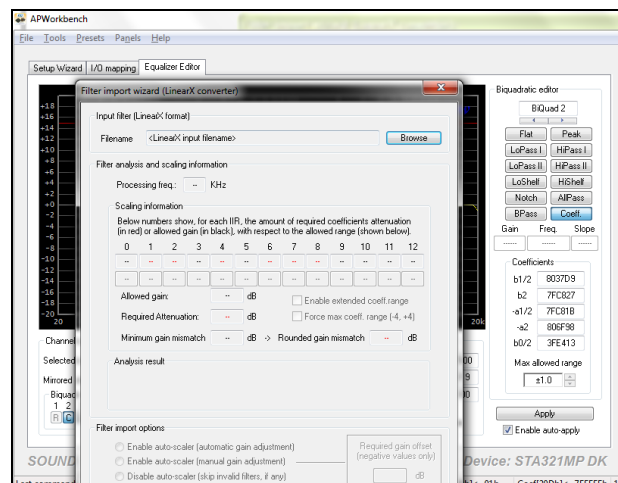 APWorkbench
File Tools Presets Panels Help
Setup Wizard I/O mapping Equalizer Editor
Filter import wizard (LinearX converter)
Input filter (LinearX format)
Filename <LinearX input filename> Browse
Filter analysis and scaling information
Processing freq.: -- KHz
Scaling information
Below numbers show, for each IIR, the amount of required coefficients attenuation
(in red) or allowed gain (in black), with respect to the allowed range (shown below).
0 1 2 3 4 5 6 7 8 9 10 11 12
-- -- -- -- -- -- -- -- -- -- -- -- --
-- -- -- -- -- -- -- -- -- -- -- -- --
Allowed gain: -- dB Enable extended coeff.range
Required Attenuation: -- dB Force max coeff. range (-4, +4)
Minimum gain mismatch -- dB -> Rounded gain mismatch -- dB
Analysis result
Filter import options
Enable auto-scaler (automatic gain adjustment)
Enable auto-scaler (manual gain adjustment)
Disable auto-scaler (skip invalid filters, if any)
Required gain offset
(negative values only)
dB
+18
+16
+14
+12
+10
+8
+6
+4
+2
+0
-2
-4
-6
-8
-10
-12
-14
-16
-18
-20
20 20k
Channel
Selected
Mirrored
Biquad
1 2
R C
00
9
00
Biquadratic editor
BiQuad 2
Flat Peak
LoPass I HiPass I
LoPass II HiPass II
LoShelf HiShelf
Notch AllPass
BPass Coeff.
Gain Freq. Slope
------ ------ ------
Coefficients
b1/2 8037D9
b2 7FC827
-a1/2 7FC81B
-a2 806F98
b0/2 3FE413
Max allowed range
±1.0
Apply
Enable auto-apply
SOUND
Device: STA321MP DK